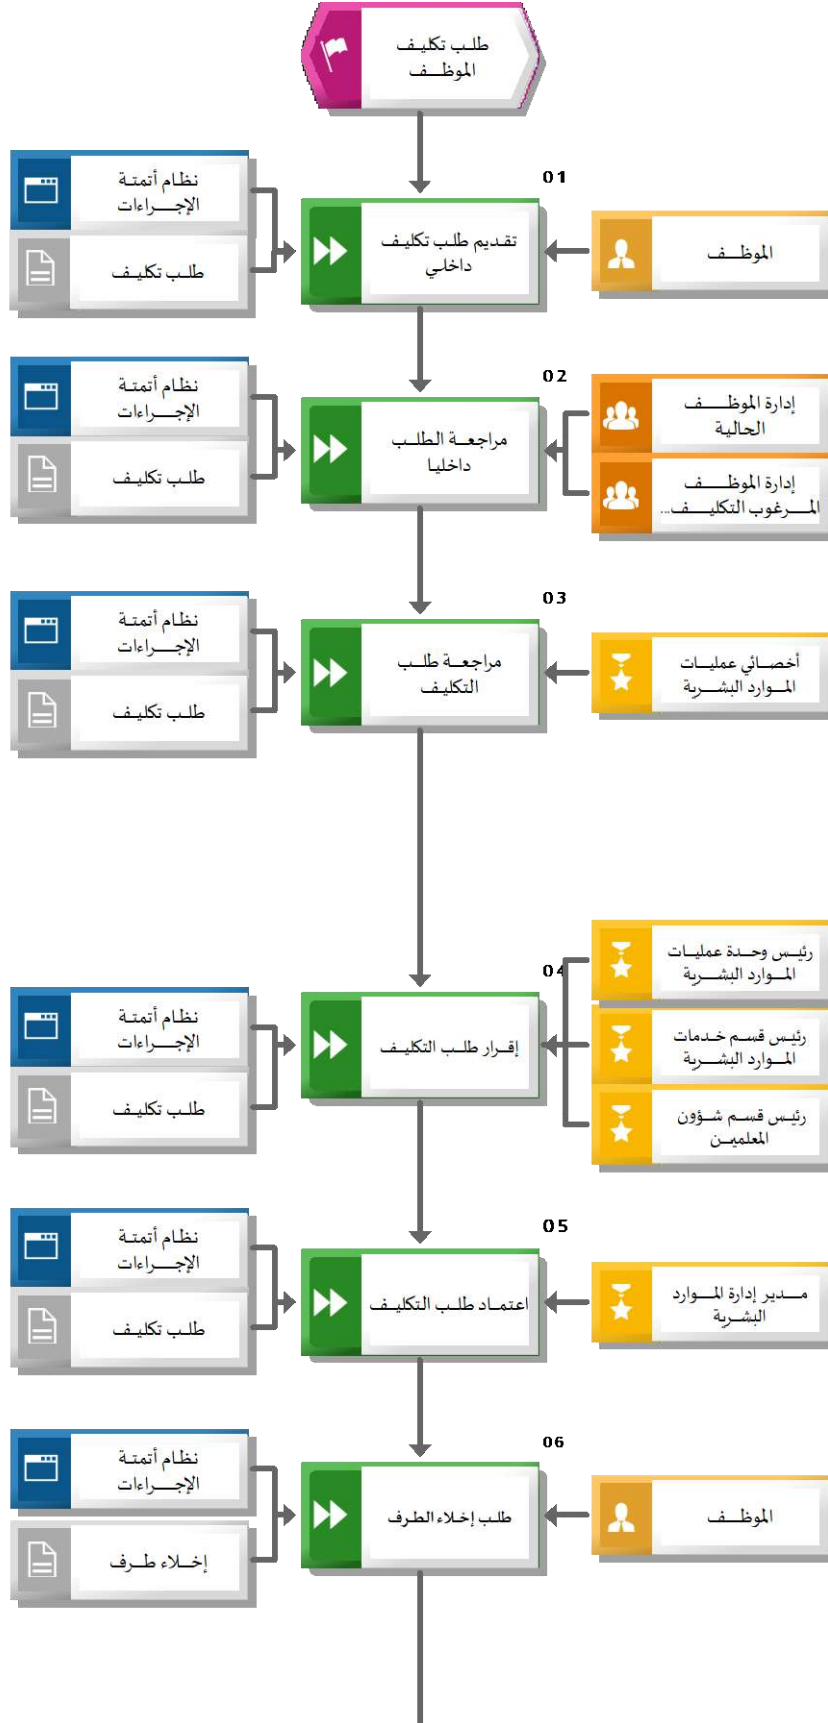 طلب تكليف
الموظف
01
الموظف
تقديم طلب تكليف
داخلي
نظام أتمتة
الإجراءات
طلب تكليف
02
إدارة الموظف
الحالية
إدارة الموظف
المرغوب التكليف...
مراجعة الطلب
داخليا
نظام أتمتة
الإجراءات
طلب تكليف
03
أخصائي عمليات
الموارد البشرية
مراجعة طلب
التكليف
نظام أتمتة
الإجراءات
طلب تكليف
04
رئيس وحدة عمليات
الموارد البشرية
رئيس قسم خدمات
الموارد البشرية
رئيس قسم شؤون
المعلمين
إقرار طلب التكليف
نظام أتمتة
الإجراءات
طلب تكليف
05
مدير إدارة الموارد
البشرية
اعتماد طلب التكليف
نظام أتمتة
الإجراءات
طلب تكليف
06
الموظف
طلب إخلاء الطرف
نظام أتمتة
الإجراءات
إخلاء طرف